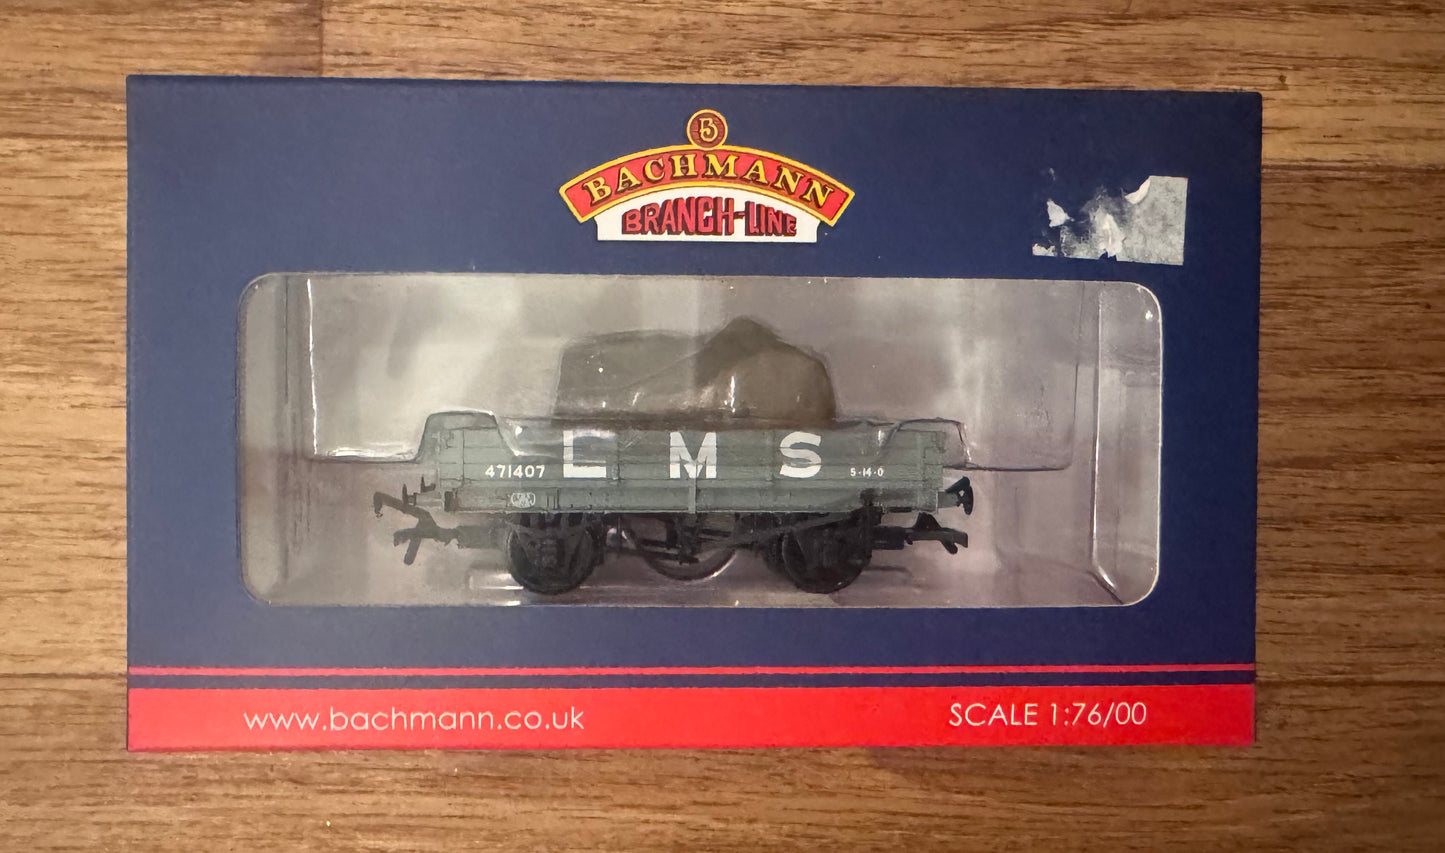 B
BACHMANN
BRANCH-LINE
L M S
471407
5-14-0
www.bachmann.co.uk
SCALE 1:76/00